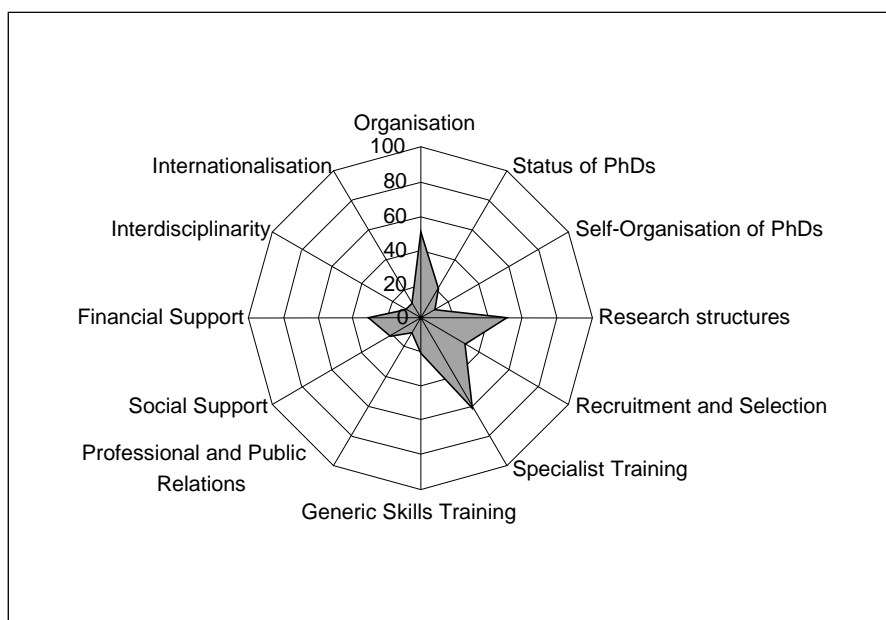 Organisation
100
Internationalisation
Status of PhDs
80
60
Interdisciplinarity
Self-Organisation of PhDs
40
20
Financial Support
0
Research structures
Social Support
Recruitment and Selection
Professional and Public
Relations
Specialist Training
Generic Skills Training